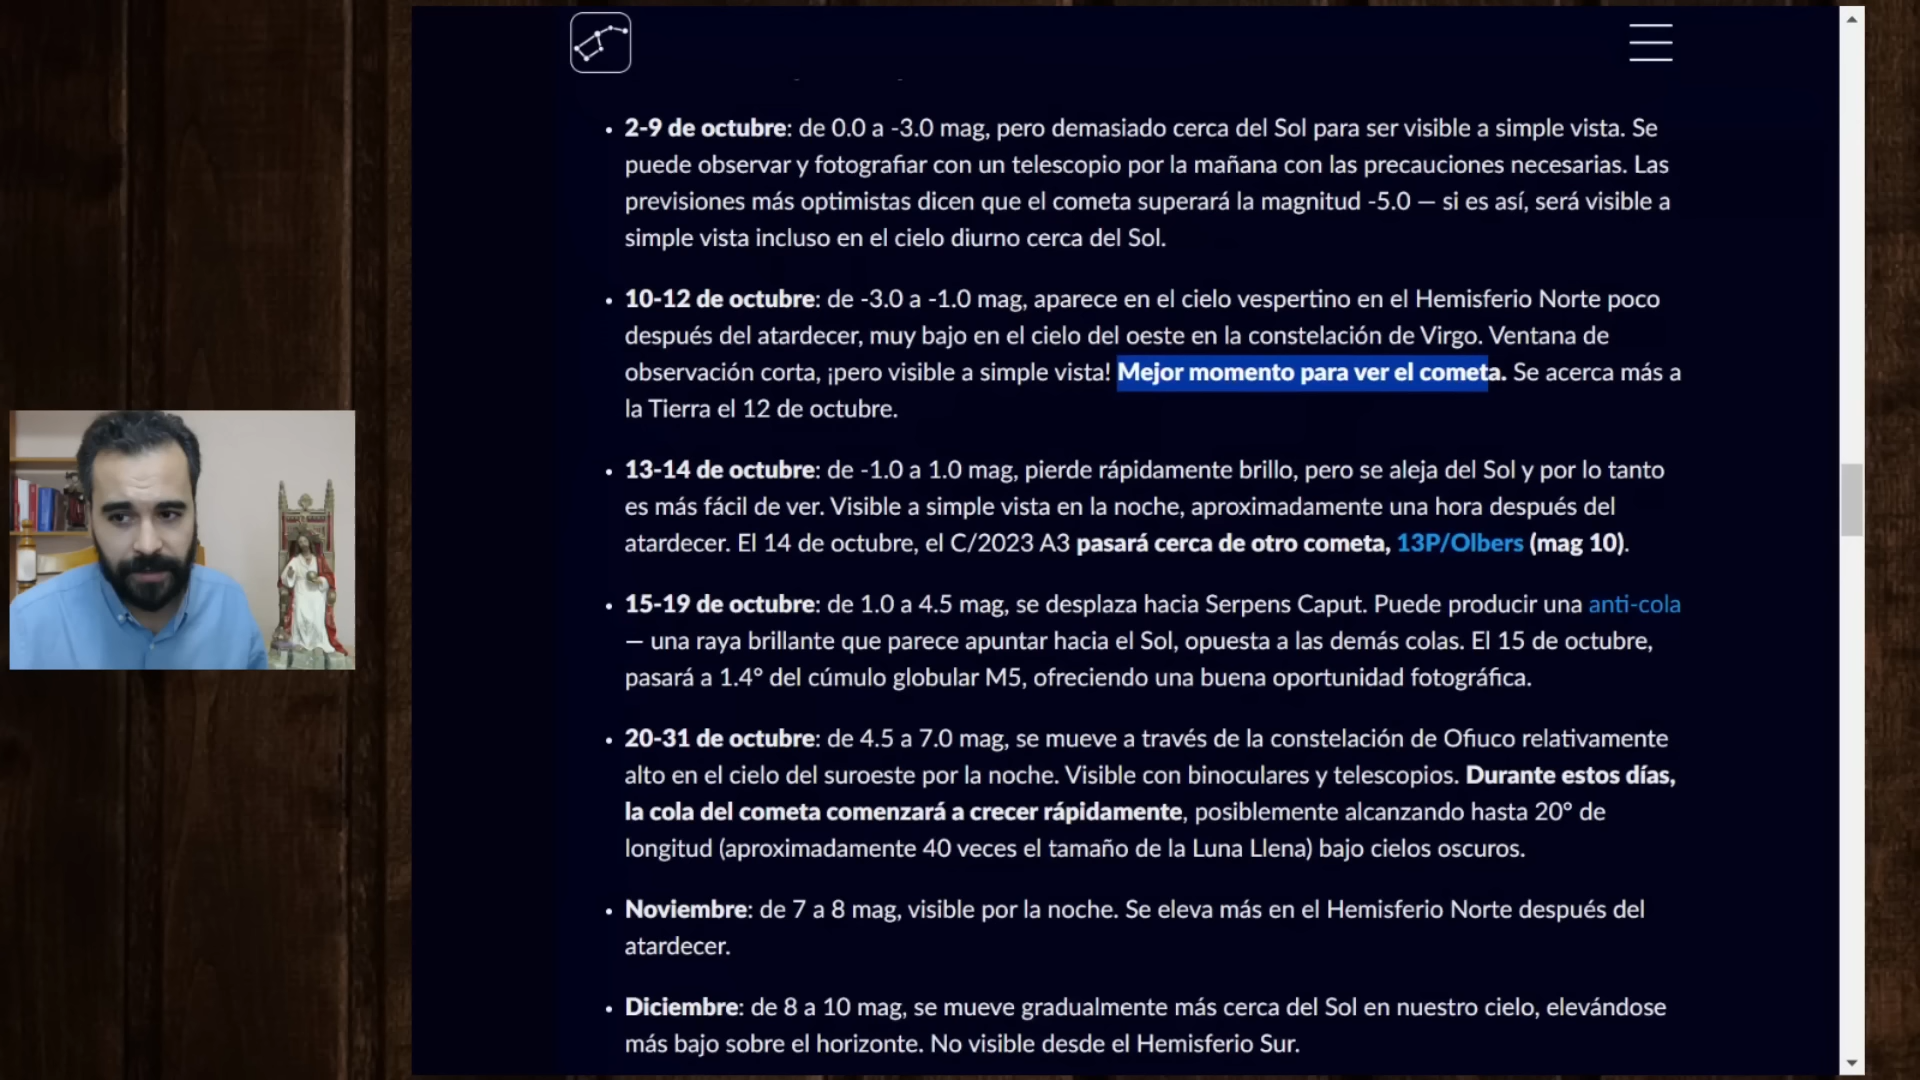 2-9 de octubre: de 0.0 a -3.0 mag, pero demasiado cerca del Sol para ser visible a simple vista. Se
puede observar y fotografiar con un telescopio por la mañana con las precauciones necesarias. Las
previsiones más optimistas dicen que el cometa superará la magnitud -5.0 — si es así, será visible a
simple vista incluso en el cielo diurno cerca del Sol.
10-12 de octubre: de -3.0 a -1.0 mag, aparece en el cielo vespertino en el Hemisferio Norte poco
después del atardecer, muy bajo en el cielo del oeste en la constelación de Virgo. Ventana de
observación corta, ¡pero visible a simple vista! Mejor momento para ver el cometa. Se acerca más a
la Tierra el 12 de octubre.
13-14 de octubre: de -1.0 a 1.0 mag, pierde rápidamente brillo, pero se aleja del Sol y por lo tanto
es más fácil de ver. Visible a simple vista en la noche, aproximadamente una hora después del
atardecer. El 14 de octubre, el C/2023 A3 pasará cerca de otro cometa, 13P/Olbers (mag 10).
15-19 de octubre: de 1.0 a 4.5 mag, se desplaza hacia Serpens Caput. Puede producir una anti-cola
— una raya brillante que parece apuntar hacia el Sol, opuesta a las demás colas. El 15 de octubre,
pasará a 1.4° del cúmulo globular M5, ofreciendo una buena oportunidad fotográfica.
20-31 de octubre: de 4.5 a 7.0 mag, se mueve a través de la constelación de Ofiuco relativamente
alto en el cielo del suroeste por la noche. Visible con binoculares y telescopios. Durante estos días,
la cola del cometa comenzará a crecer rápidamente, posiblemente alcanzando hasta 20° de
longitud (aproximadamente 40 veces el tamaño de la Luna Llena) bajo cielos oscuros.
Noviembre: de 7 a 8 mag, visible por la noche. Se eleva más en el Hemisferio Norte después del
atardecer.
Diciembre: de 8 a 10 mag, se mueve gradualmente más cerca del Sol en nuestro cielo, elevándose
más bajo sobre el horizonte. No visible desde el Hemisferio Sur.